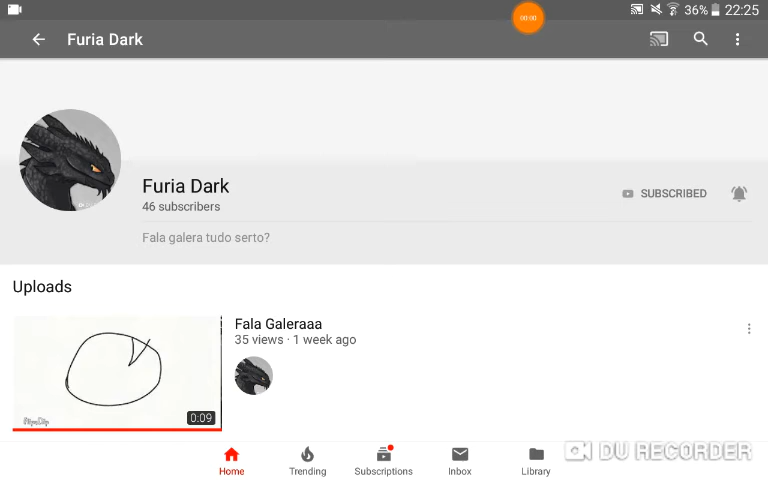 00:00
36%
22:25
Furia Dark
Furia Dark
46 subscribers
SUBSCRIBED
Fala galera tudo serto?
Uploads
Fala Galeraaa
35 views · 1 week ago
FlipaClip
0:09
Home
Trending
Subscriptions
Inbox
Library
DU RECORDER